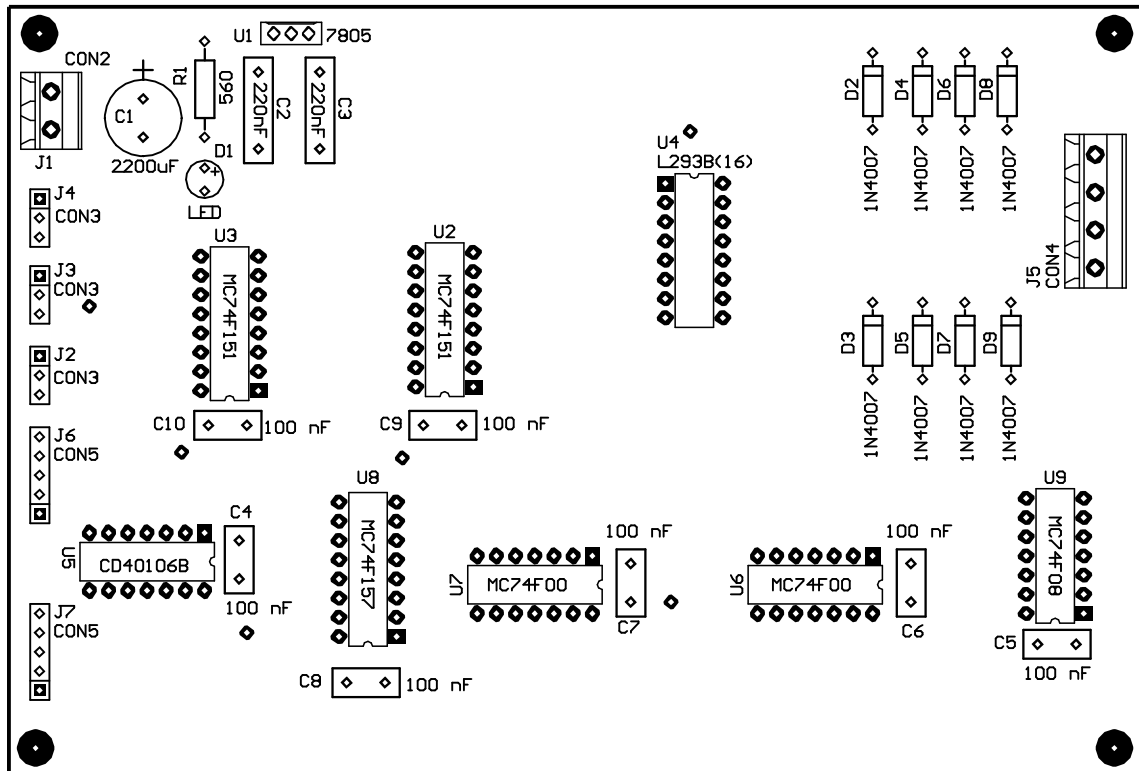 U1
7805
CON2
R1
560
C2
220nF
C3
220nF
C1
2200uF
J1
D1
LED
D2
D4
D6
D8
1N4007
1N4007
1N4007
1N4007
U4
L293B(16)
J4
CON3
J3
CON3
J2
CON3
U3
MC74F151
U2
MC74F151
J5
CON4
D3
D5
D7
D9
1N4007
1N4007
1N4007
1N4007
C10
100 nF
C9
100 nF
J6
CON5
U8
MC74F157
U9
MC74F08
C4
U5
CD40106B
100 nF
100 nF
U7
MC74F00
C7
100 nF
U6
MC74F00
C6
J7
CON5
C5
100 nF
C8
100 nF